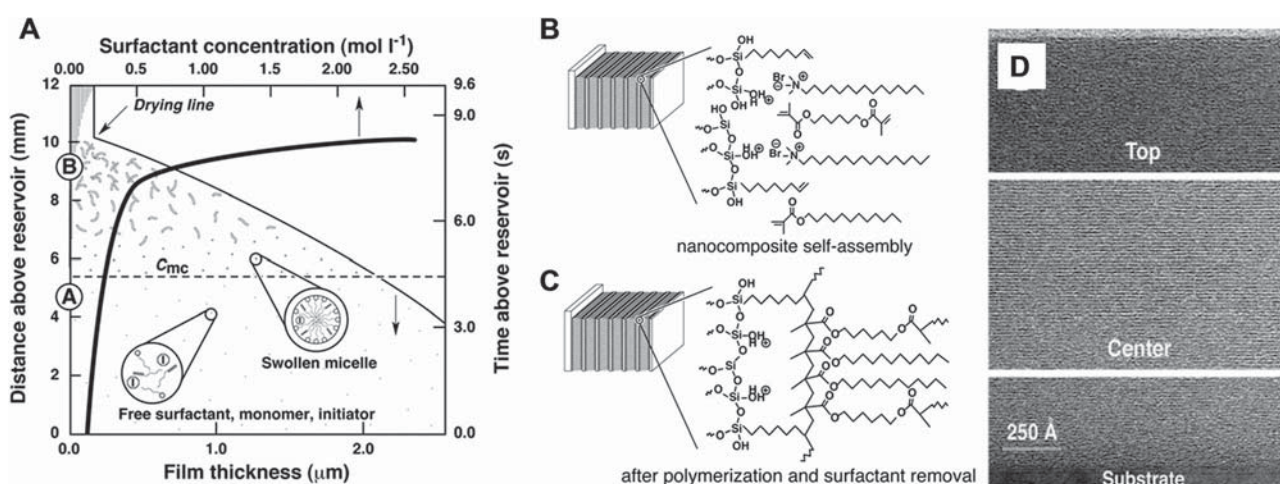 A
Surfactant concentration (mol l-1)
0.00 0.5 1.00 1.5 2.00 2.50
12
10
8
6
4
2
0
Distance above reservoir (mm)
B
A
Drying line
Cmc
Swollen micelle
I
I
I
Free surfactant, monomer, initiator
9.6
9.0
6.0
3.0
0.0
Time above reservoir (s)
0.0 1.0 2.0
Film thickness (μm)
B
nanocomposite self-assembly
C
after polymerization and surfactant removal
D
Top
Center
250 Å
Substrate